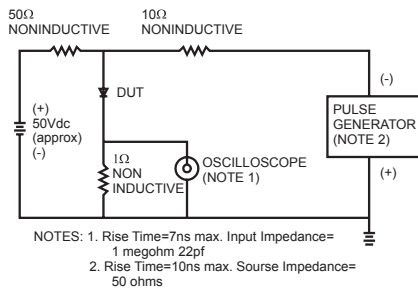 50Ω
NONINDUCTIVE
10Ω
NONINDUCTIVE
(+)
50Vdc
(approx)
(-)
DUT
1Ω
NON
INDUCTIVE
OSCILLOSCOPE
(NOTE 1)
(-)
PULSE
GENERATOR
(NOTE 2)
(+)
NOTES: 1. Rise Time=7ns max. Input Impedance=
1 megohm 22pf
2. Rise Time=10ns max. Sourse Impedance=
50 ohms